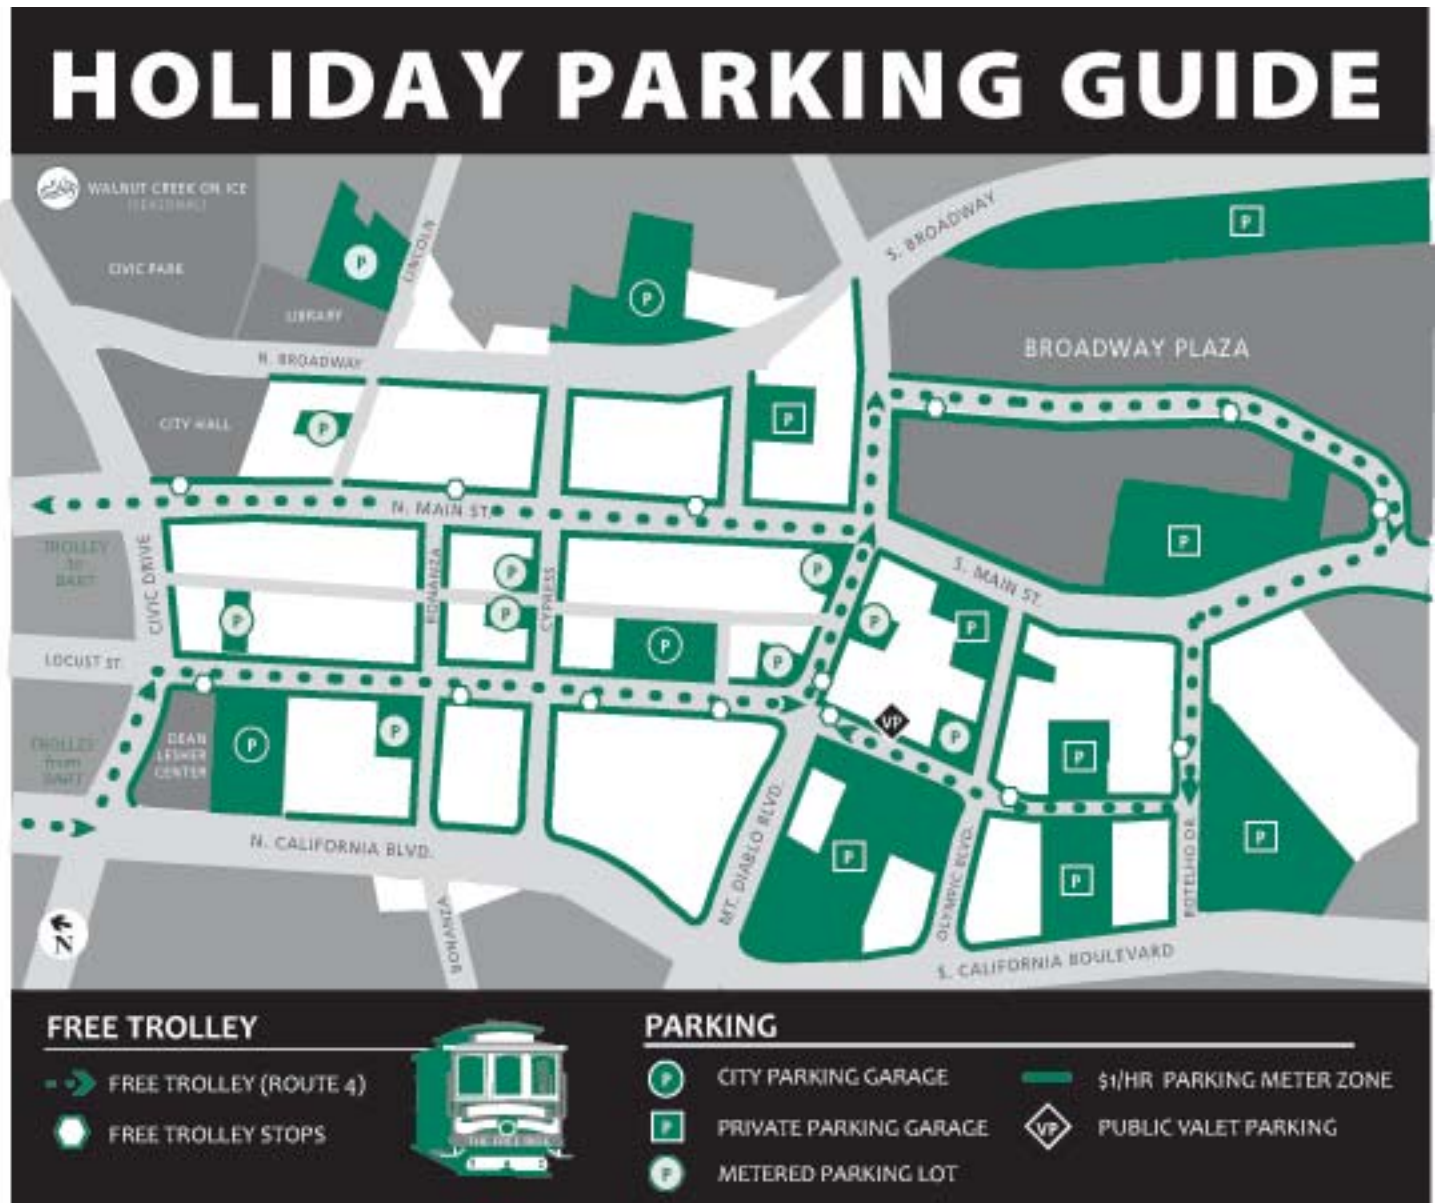 HOLIDAY PARKING GUIDE
WALNUT CREEK ON ICE
(SEASONAL)
CIVIC PARK
LIBRARY
LINCOLN
S. BROADWAY
P
P
P
N. BROADWAY
BROADWAY PLAZA
CITY HALL
P
P
N. MAIN ST.
TROLLEY
to
BART
CIVIC DRIVE
BONANZA
CYPRESS
S. MAIN ST.
P
P
P
P
P
P
P
P
P
P
LOCUST ST.
TROLLEY
from
BART
DEAN
LESHER
CENTER
P
P
VP
P
P
P
P
P
N. CALIFORNIA BLVD.
MT. DIABLO BLVD.
OLYMPIC BLVD.
BOTELHO DR.
BONANZA
S. CALIFORNIA BOULEVARD
N
FREE TROLLEY
FREE TROLLEY (ROUTE 4)
FREE TROLLEY STOPS
PARKING
P CITY PARKING GARAGE
P PRIVATE PARKING GARAGE
P METERED PARKING LOT
$1/HR PARKING METER ZONE
VP PUBLIC VALET PARKING